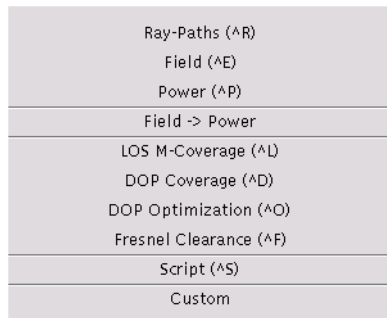 Ray-Paths (^R)
Field (^E)
Power (^P)
Field -> Power
LOS M-Coverage (^L)
DOP Coverage (^D)
DOP Optimization (^O)
Fresnel Clearance (^F)
Script (^S)
Custom